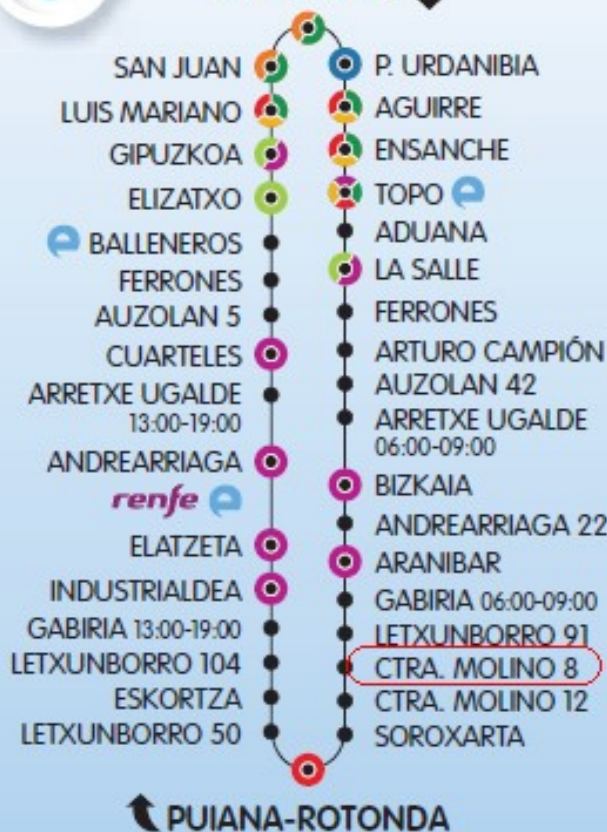 SAN JUAN
LUIS MARIANO
GIPUZKOA
ELIZATXO
BALLENEROS
FERRONES
AUZOLAN 5
CUARTELES
ARRETXE UGALDE
13:00-19:00
ANDREARRIAGA
renfe
ELATZETA
INDUSTRIALDEA
GABIRIA 13:00-19:00
LETXUNBORRO 104
ESKORTZA
LETXUNBORRO 50
P. URDANIBIA
AGUIRRE
ENSANCHE
TOPO
ADUANA
LA SALLE
FERRONES
ARTURO CAMPIÓN
AUZOLAN 42
ARRETXE UGALDE
06:00-09:00
BIZKAIA
ANDREARRIAGA 22
ARANIBAR
GABIRIA 06:00-09:00
LETXUNBORRO 91
CTRA. MOLINO 8
CTRA. MOLINO 12
SOROXARTA
PUIANA-ROTONDA